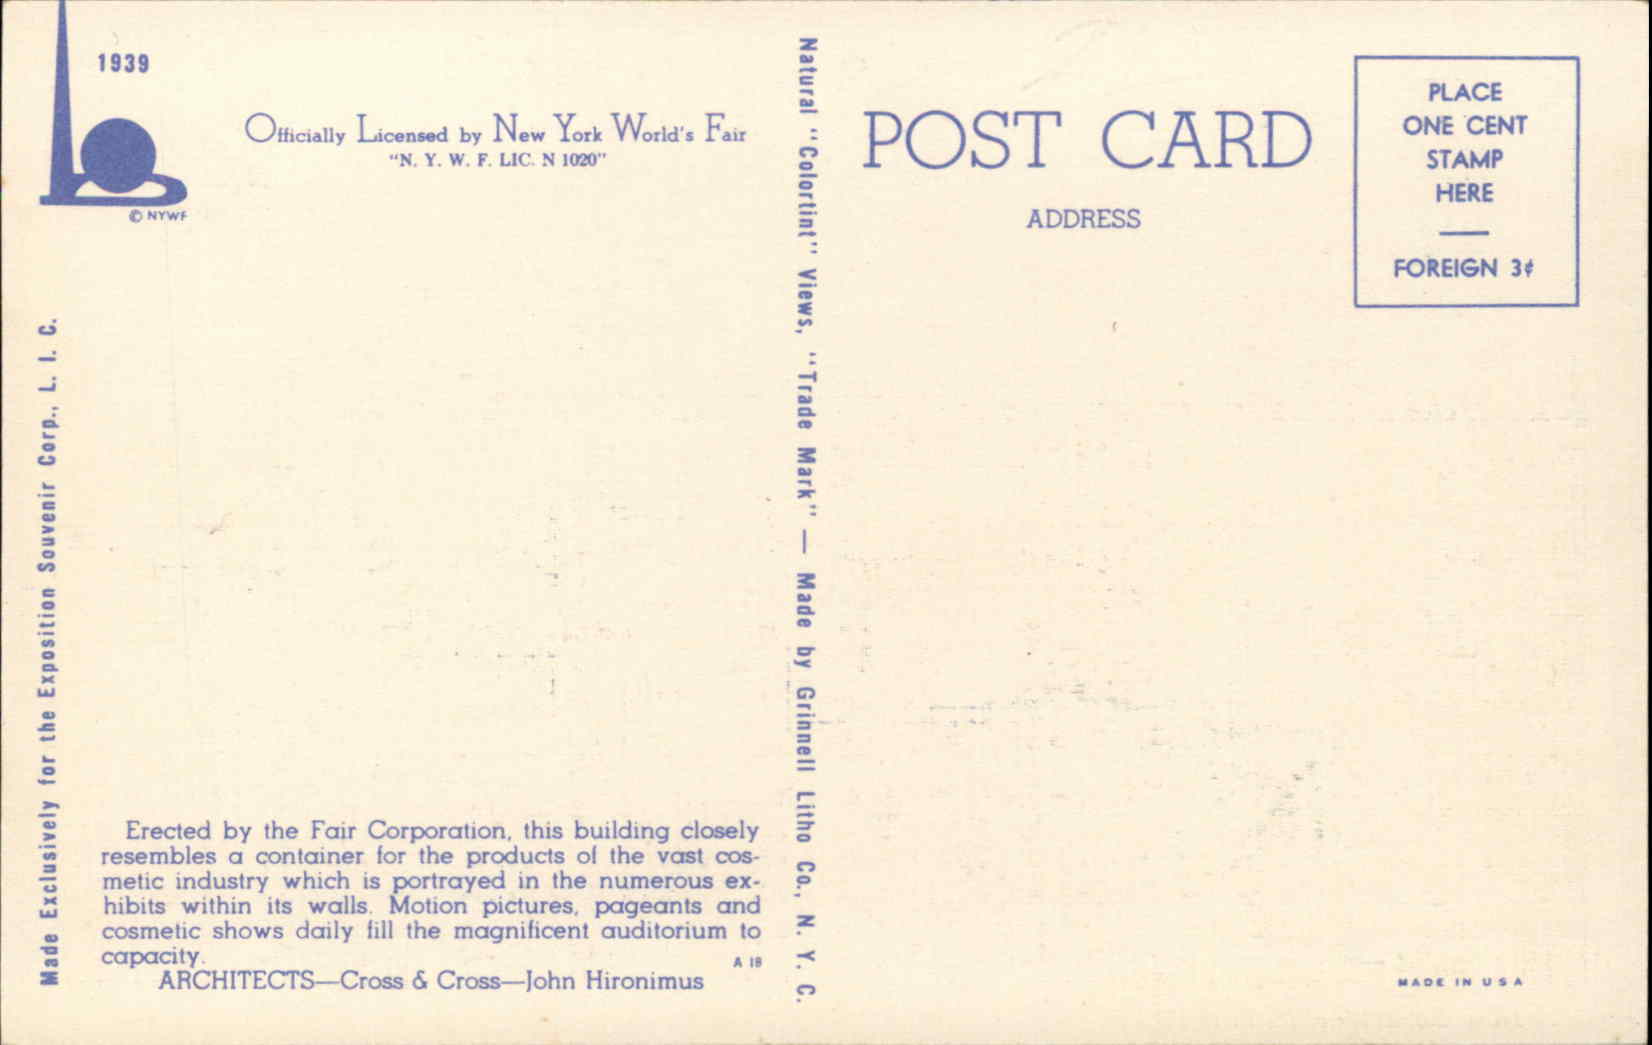 1939
© NYWF
Officially Licensed by New York World's Fair
"N. Y. W. F. LIC. N 1020"
Made Exclusively for the Exposition Souvenir Corp., L. I. C.
Erected by the Fair Corporation, this building closely
resembles a container for the products of the vast cos-
metic industry which is portrayed in the numerous ex-
hibits within its walls. Motion pictures, pageants and
cosmetic shows daily fill the magnificent auditorium to
capacity.
A 18
ARCHITECTS—Cross & Cross—John Hironimus
Natural "Colortint" Views, "Trade Mark" — Made by Grinnell Litho Co., N. Y. C.
POST CARD
ADDRESS
PLACE
ONE CENT
STAMP
HERE
FOREIGN 3¢
MADE IN USA